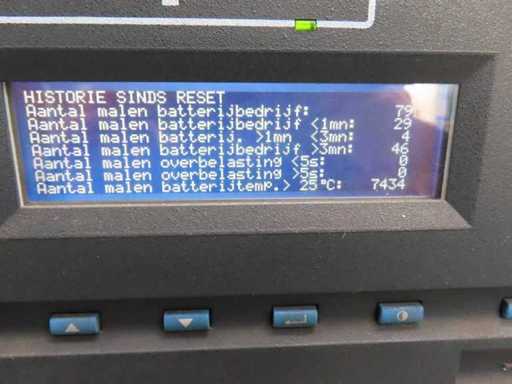 HISTORIE SINDS RESET
Aantal malen batterijbedrijf: 79
Aantal malen batterijbedrijf <1mn: 29
Aantal malen batterij. >1mn <3mn: 4
Aantal malen batterijbedrijf >3mn: 46
Aantal malen overbelasting <5s: 0
Aantal malen overbelasting >5s: 0
Aantal malen batterijtemp.> 25°C: 7434